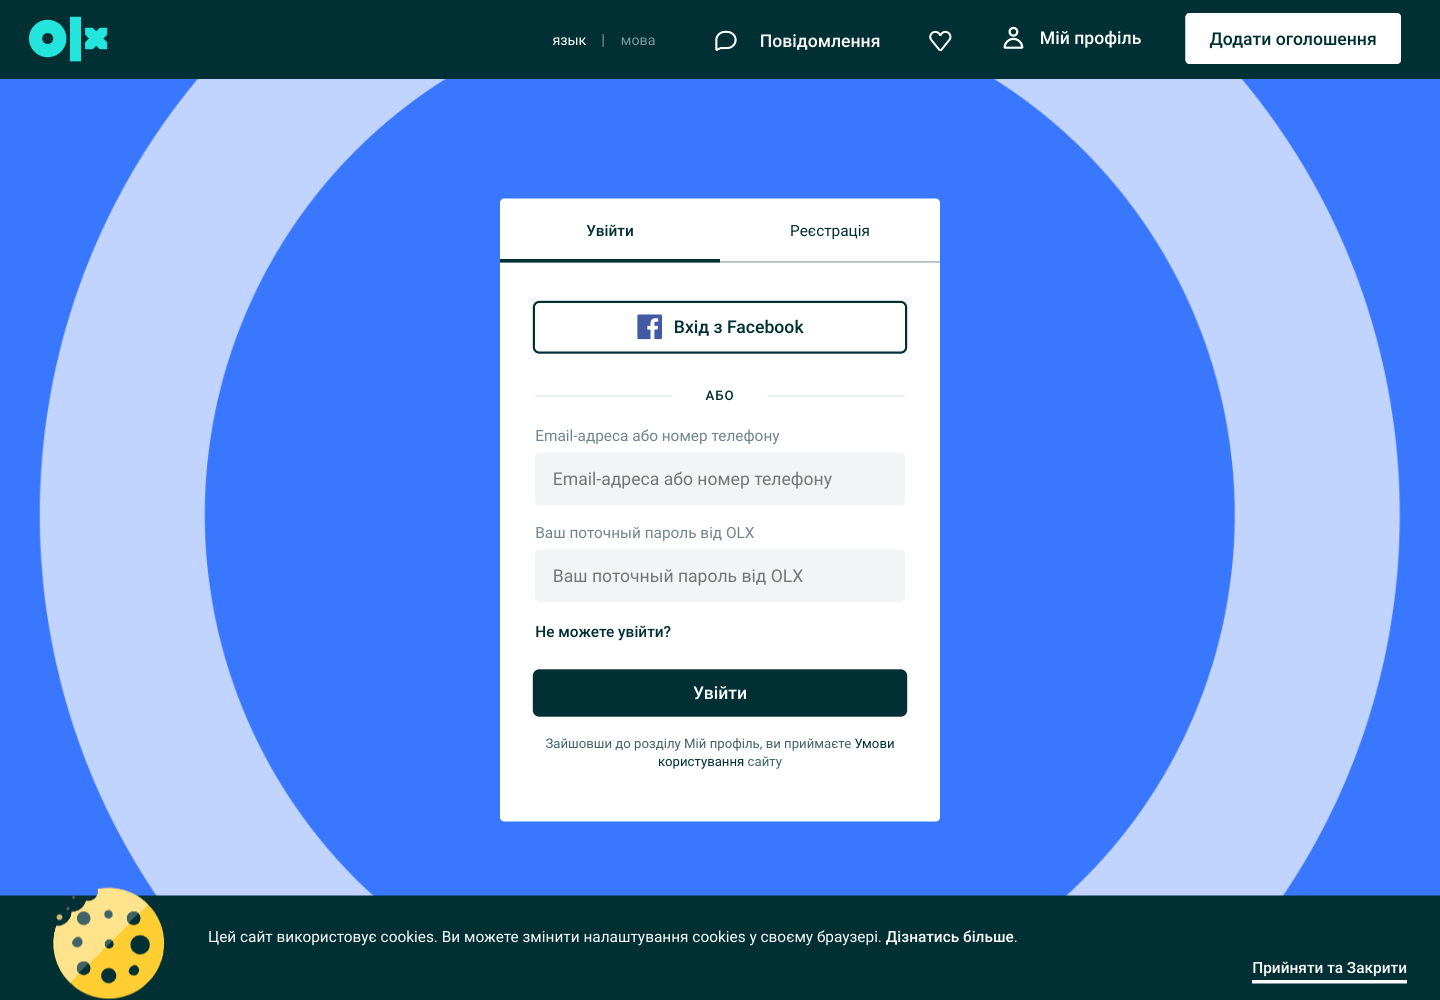 olx
язык | мова
Повідомлення
Мій профіль
Додати оголошення
Увійти
Реєстрація
Вхід з Facebook
АБО
Email-адреса або номер телефону
Email-адреса або номер телефону
Ваш поточный пароль від OLX
Ваш поточный пароль від OLX
Не можете увійти?
Увійти
Зайшовши до розділу Мій профіль, ви приймаєте Умови
користування сайту
Цей сайт використовує cookies. Ви можете змінити налаштування cookies у своєму браузері. Дізнатись більше.
Прийняти та Закрити